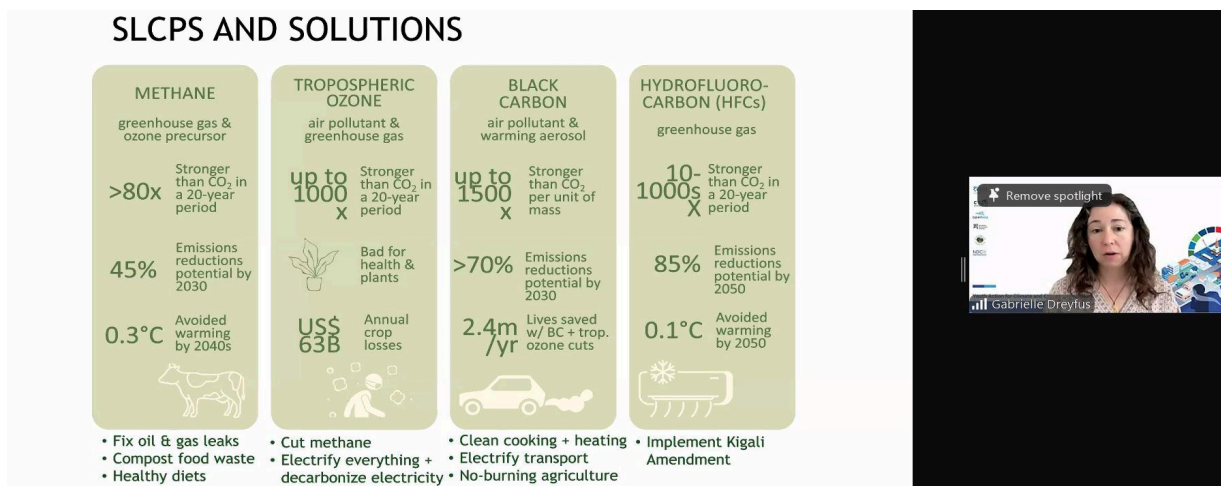 SLCPS AND SOLUTIONS
METHANE
greenhouse gas &
ozone precursor
>80x
Stronger
than CO₂ in
a 20-year
period
45%
Emissions
reductions
potential by
2030
0.3°C
Avoided
warming
by 2040s
• Fix oil & gas leaks
• Compost food waste
• Healthy diets
TROPOSPHERIC
OZONE
air pollutant &
greenhouse gas
up to
1000
x
Stronger
than CO₂ in
a 20-year
period
Bad for
health &
plants
US$
63B
Annual
crop
losses
• Cut methane
• Electrify everything +
decarbonize electricity
BLACK
CARBON
air pollutant &
warming aerosol
up to
1500
x
Stronger
than CO₂
per unit of
mass
>70%
Emissions
reductions
potential by
2030
2.4m
/yr
Lives saved
w/ BC + trop.
ozone cuts
• Clean cooking + heating
• Electrify transport
• No-burning agriculture
HYDROFLUORO-
CARBON (HFCs)
greenhouse gas
10-
1000s
X
Stronger
than CO₂ in
a 20-year
period
85%
Emissions
reductions
potential by
2050
0.1°C
Avoided
warming
by 2050
• Implement Kigali
Amendment
Remove spotlight
Gabrielle Dreyfus